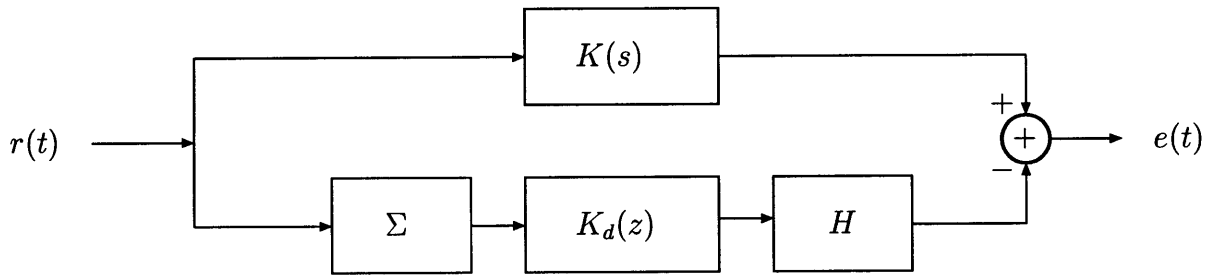 K(s)
r(t)
+
+
−
e(t)
Σ
K_d(z)
H